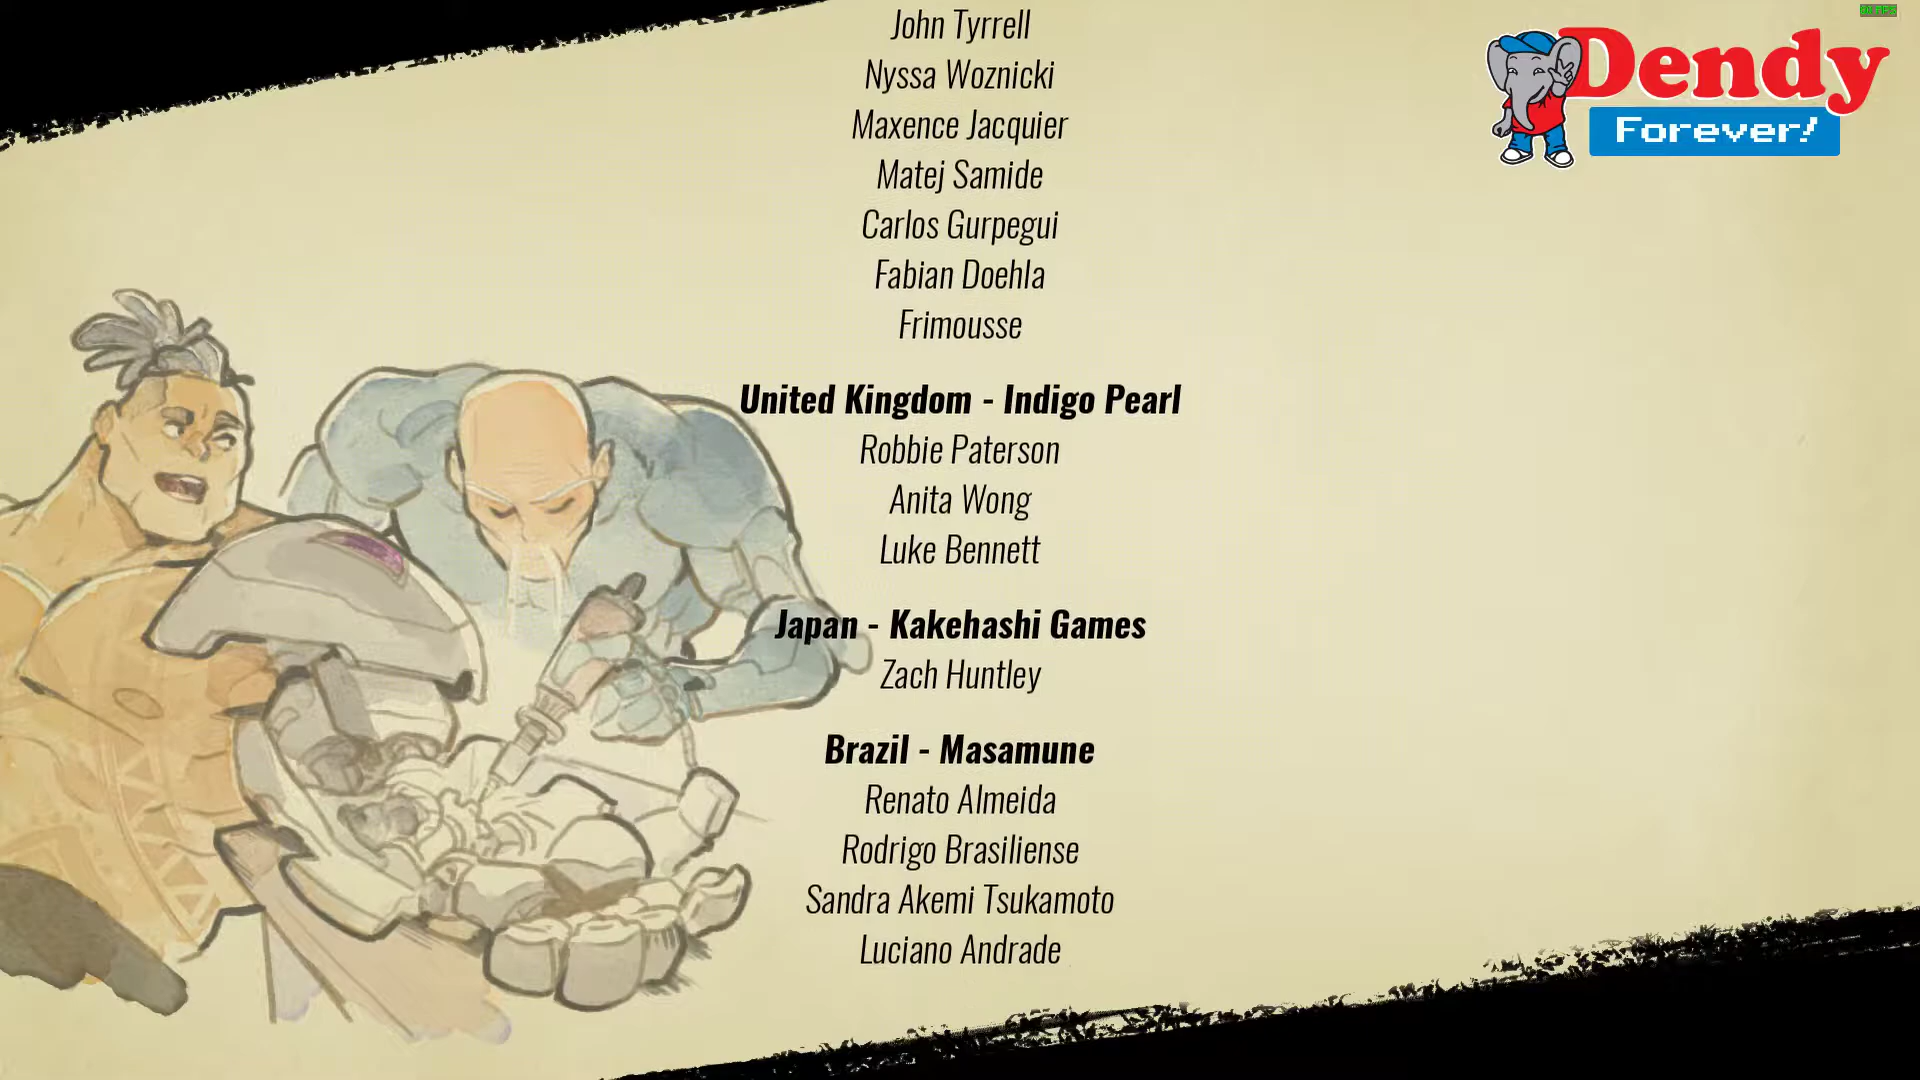 John Tyrrell
Nyssa Woznicki
Maxence Jacquier
Matej Samide
Carlos Gurpegui
Fabian Doehla
Frimousse
United Kingdom - Indigo Pearl
Robbie Paterson
Anita Wong
Luke Bennett
Japan - Kakehashi Games
Zach Huntley
Brazil - Masamune
Renato Almeida
Rodrigo Brasiliense
Sandra Akemi Tsukamoto
Luciano Andrade
Dendy
Forever!